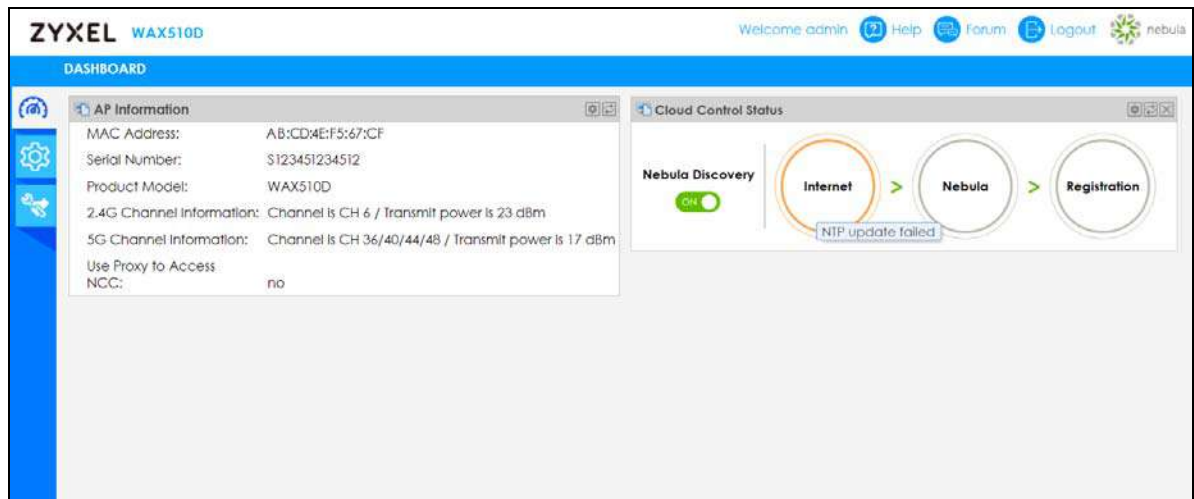 ZYXEL WAX510D
Welcome admin Help Forum Logout nebula
DASHBOARD
AP Information
MAC Address: AB:CD:4E:F5:67:CF
Serial Number: S123451234512
Product Model: WAX510D
2.4G Channel Information: Channel is CH 6 / Transmit power is 23 dBm
5G Channel Information: Channel is CH 36/40/44/48 / Transmit power is 17 dBm
Use Proxy to Access
NCC: no
Cloud Control Status
Nebula Discovery
ON
Internet > Nebula > Registration
NTP update failed